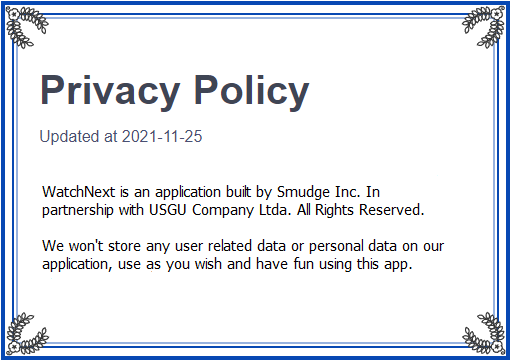 Privacy Policy
Updated at 2021-11-25
WatchNext is an application built by Smudge Inc. In
partnership with USGU Company Ltda. All Rights Reserved.
We won't store any user related data or personal data on our
application, use as you wish and have fun using this app.